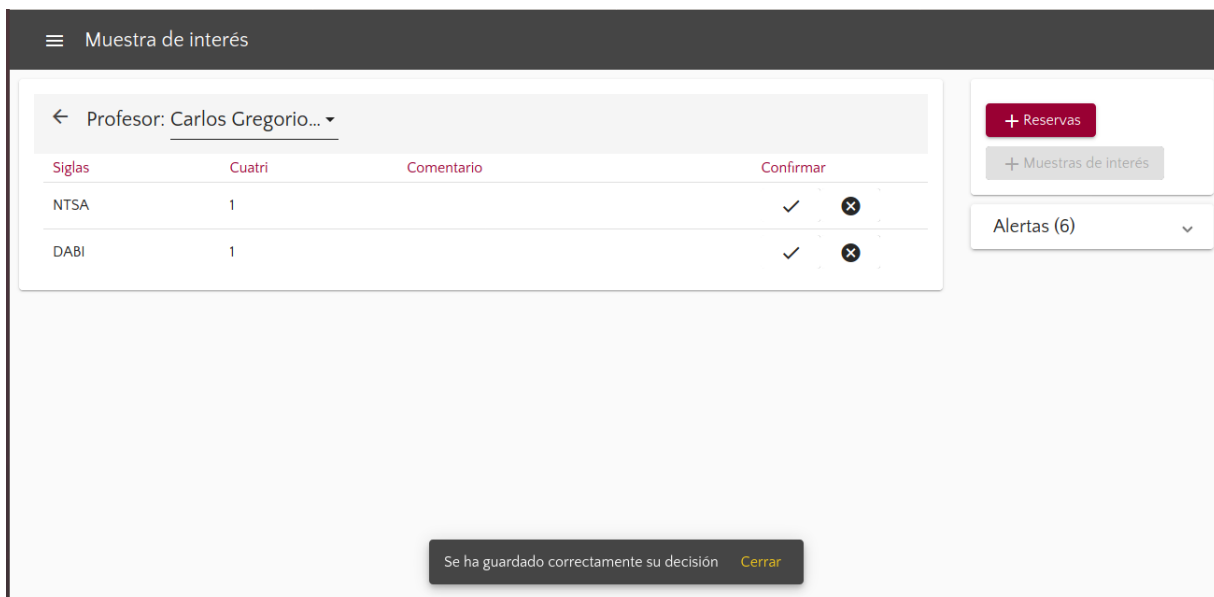 Muestra de interés
Profesor: Carlos Gregorio...
Siglas Cuatri Comentario Confirmar
NTSA 1
DABI 1
+ Reservas
+ Muestras de interés
Alertas (6)
Se ha guardado correctamente su decisión Cerrar